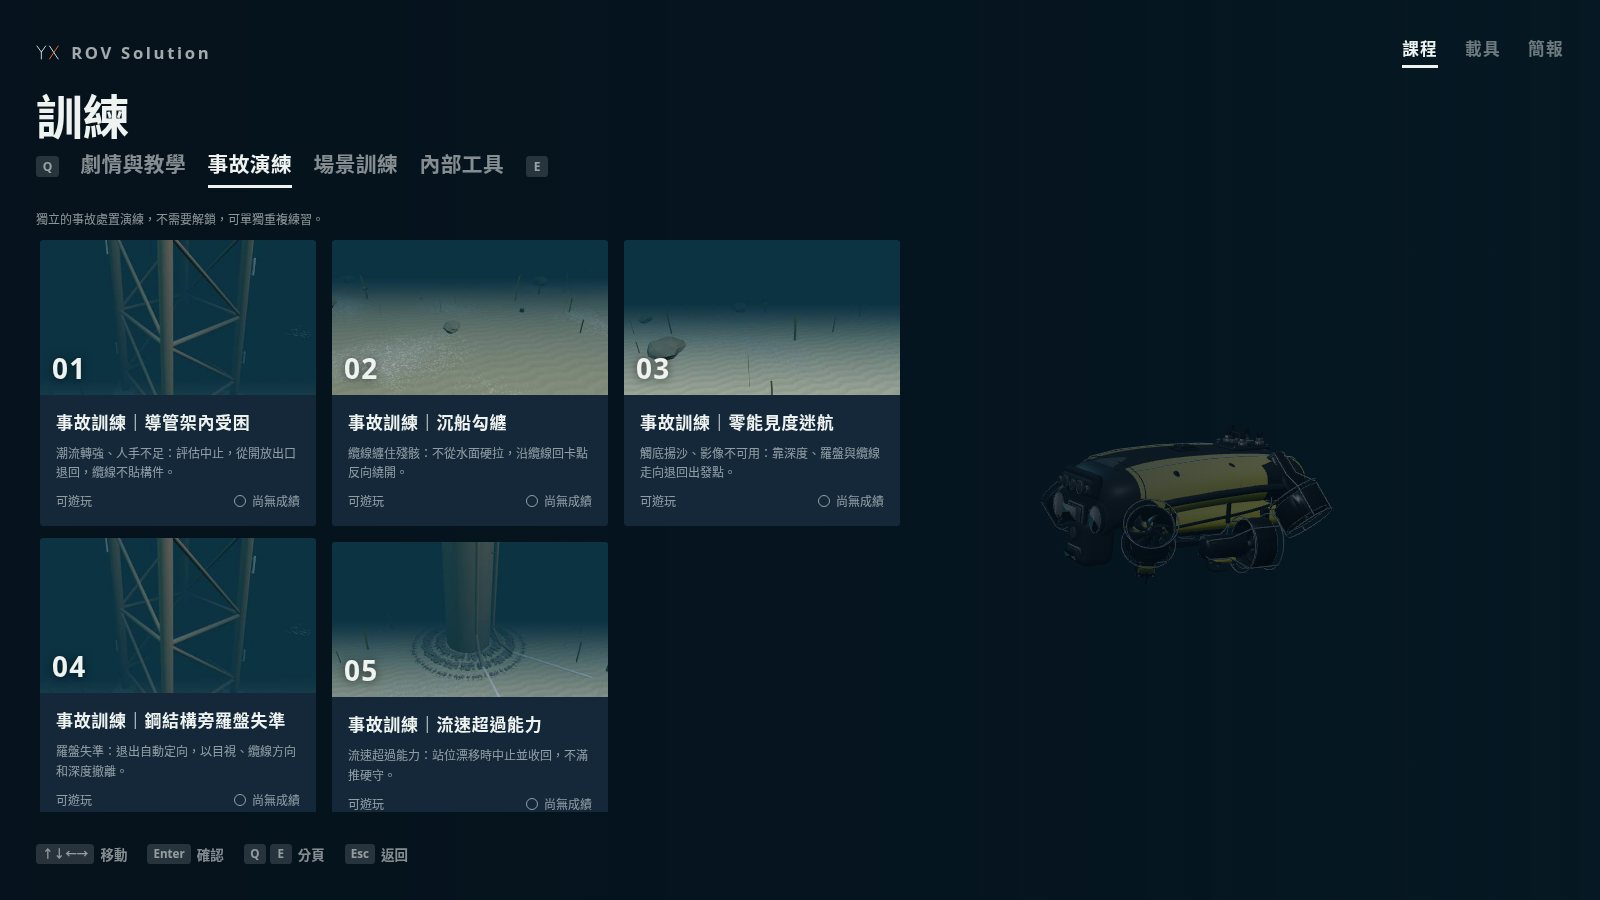 YX ROV Solution
課程 載具 簡報
訓練
Q 劇情與教學 事故演練 場景訓練 內部工具 E
獨立的事故處置演練，不需要解鎖，可單獨重複練習。
01
事故訓練｜導管架內受困
潮流轉強、人手不足：評估中止，從開放出口
退回，纜線不貼構件。
可遊玩 尚無成績
02
事故訓練｜沉船勾纏
纜線纏住殘骸：不從水面硬拉，沿纜線回卡點
反向繞開。
可遊玩 尚無成績
03
事故訓練｜零能見度迷航
觸底揚沙、影像不可用：靠深度、羅盤與纜線
走向退回出發點。
可遊玩 尚無成績
04
事故訓練｜鋼結構旁羅盤失準
羅盤失準：退出自動定向，以目視、纜線方向
和深度撤離。
可遊玩 尚無成績
05
事故訓練｜流速超過能力
流速超過能力：站位漂移時中止並收回，不滿
推硬守。
可遊玩 尚無成績
↑↓←→ 移動 Enter 確認 Q E 分頁 Esc 返回